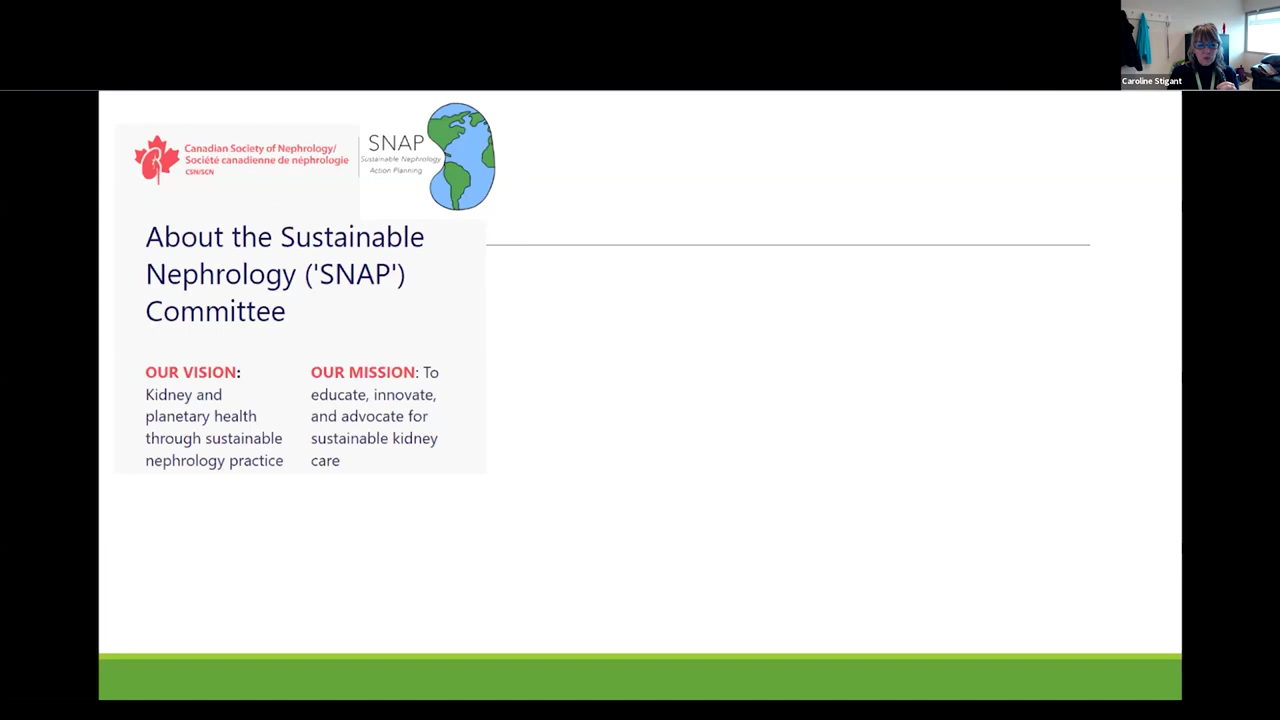 Caroline Stigant
Canadian Society of Nephrology/
Société canadienne de néphrologie
CSN/SCN
SNAP
Sustainable Nephrology
Action Planning
About the Sustainable
Nephrology ('SNAP')
Committee
OUR VISION:
Kidney and
planetary health
through sustainable
nephrology practice
OUR MISSION: To
educate, innovate,
and advocate for
sustainable kidney
care